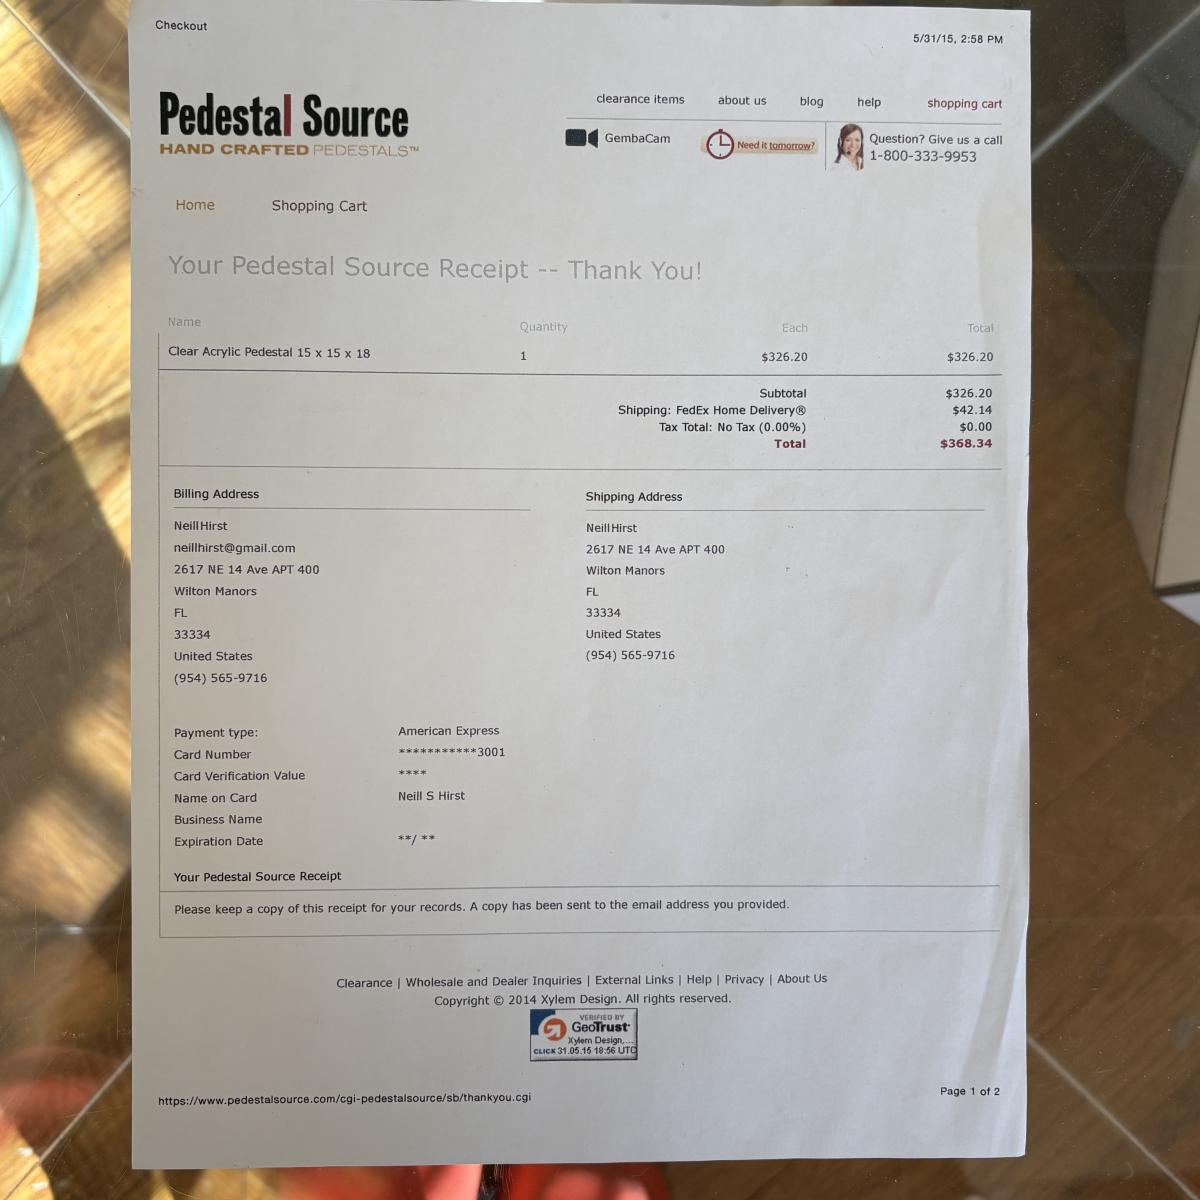 Checkout
5/31/15, 2:58 PM
Pedestal Source
HAND CRAFTED PEDESTALS™
clearance items about us blog help shopping cart
GembaCam
Need it tomorrow?
Question? Give us a call
1-800-333-9953
Home Shopping Cart
Your Pedestal Source Receipt -- Thank You!
Name Quantity Each Total
Clear Acrylic Pedestal 15 x 15 x 18 1 $326.20 $326.20
Subtotal $326.20
Shipping: FedEx Home Delivery® $42.14
Tax Total: No Tax (0.00%) $0.00
Total $368.34
Billing Address
Neill Hirst
neillhirst@gmail.com
2617 NE 14 Ave APT 400
Wilton Manors
FL
33334
United States
(954) 565-9716
Shipping Address
Neill Hirst
2617 NE 14 Ave APT 400
Wilton Manors
FL
33334
United States
(954) 565-9716
Payment type: American Express
Card Number ***********3001
Card Verification Value ****
Name on Card Neill S Hirst
Business Name
Expiration Date **/ **
Your Pedestal Source Receipt
Please keep a copy of this receipt for your records. A copy has been sent to the email address you provided.
Clearance | Wholesale and Dealer Inquiries | External Links | Help | Privacy | About Us
Copyright © 2014 Xylem Design. All rights reserved.
VERIFIED BY
GeoTrust
Xylem Design,...
CLICK 31.05.15 18:56 UTC
https://www.pedestalsource.com/cgi-pedestalsource/sb/thankyou.cgi
Page 1 of 2